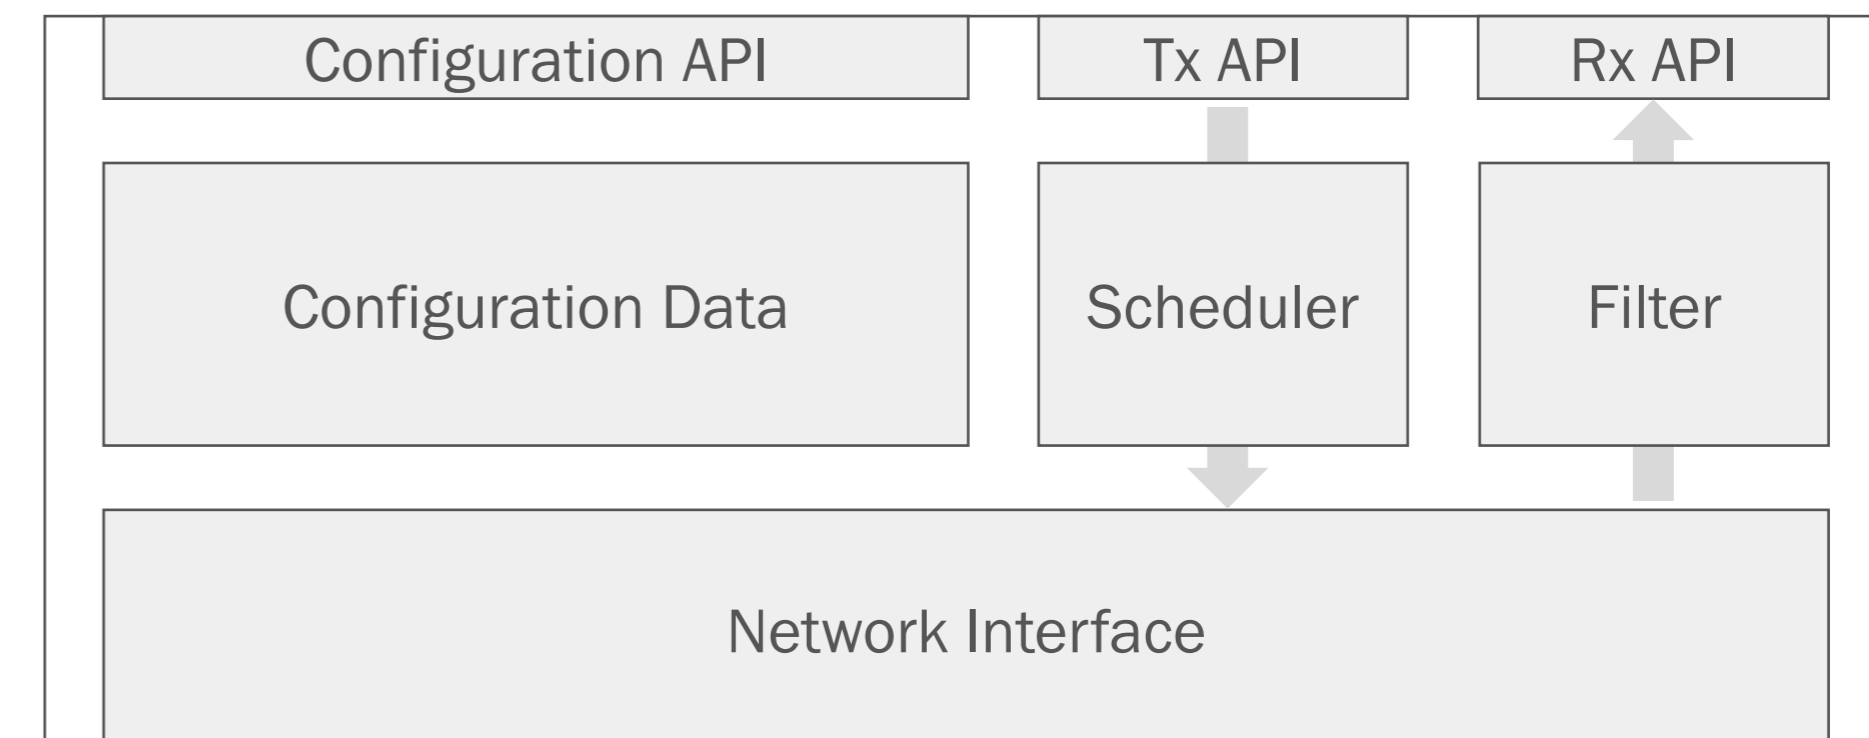 Configuration API
Tx API
Rx API
Configuration Data
Scheduler
Filter
Network Interface